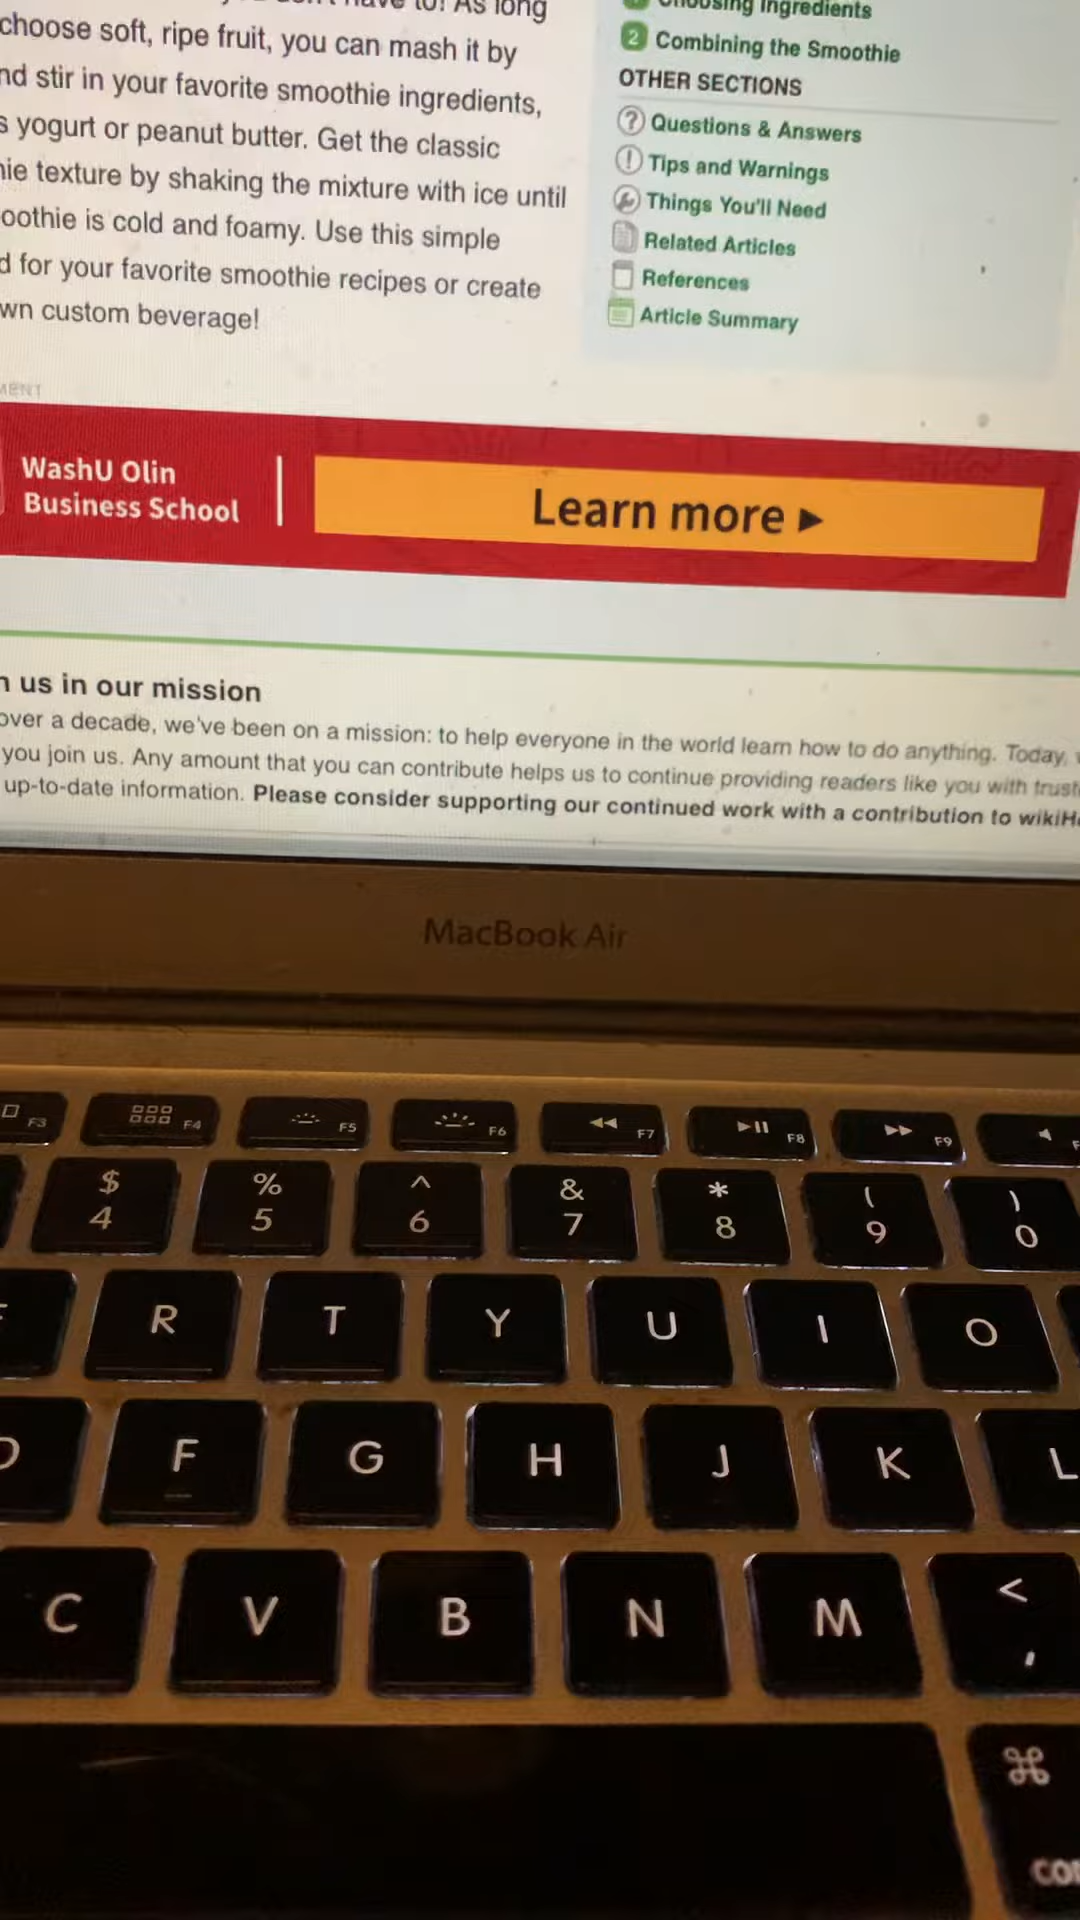 to! As long
choose soft, ripe fruit, you can mash it by
stir in your favorite smoothie ingredients,
yogurt or peanut butter. Get the classic
texture by shaking the mixture with ice until
is cold and foamy. Use this simple
for your favorite smoothie recipes or create
custom beverage!
Choosing Ingredients
2 Combining the Smoothie
OTHER SECTIONS
? Questions & Answers
! Tips and Warnings
Things You'll Need
Related Articles
References
Article Summary
WashU Olin
Business School
Learn more ▸
us in our mission
over a decade, we've been on a mission: to help everyone in the world learn how to do anything. Today,
you join us. Any amount that you can contribute helps us to continue providing readers like you with
up-to-date information. Please consider supporting our continued work with a contribution to
MacBook Air
F3 F4 F5 F6 F7 F8 F9
$ % ^ & * ( )
4 5 6 7 8 9 0
R T Y U I O
F G H J K L
C V B N M <
,
⌘